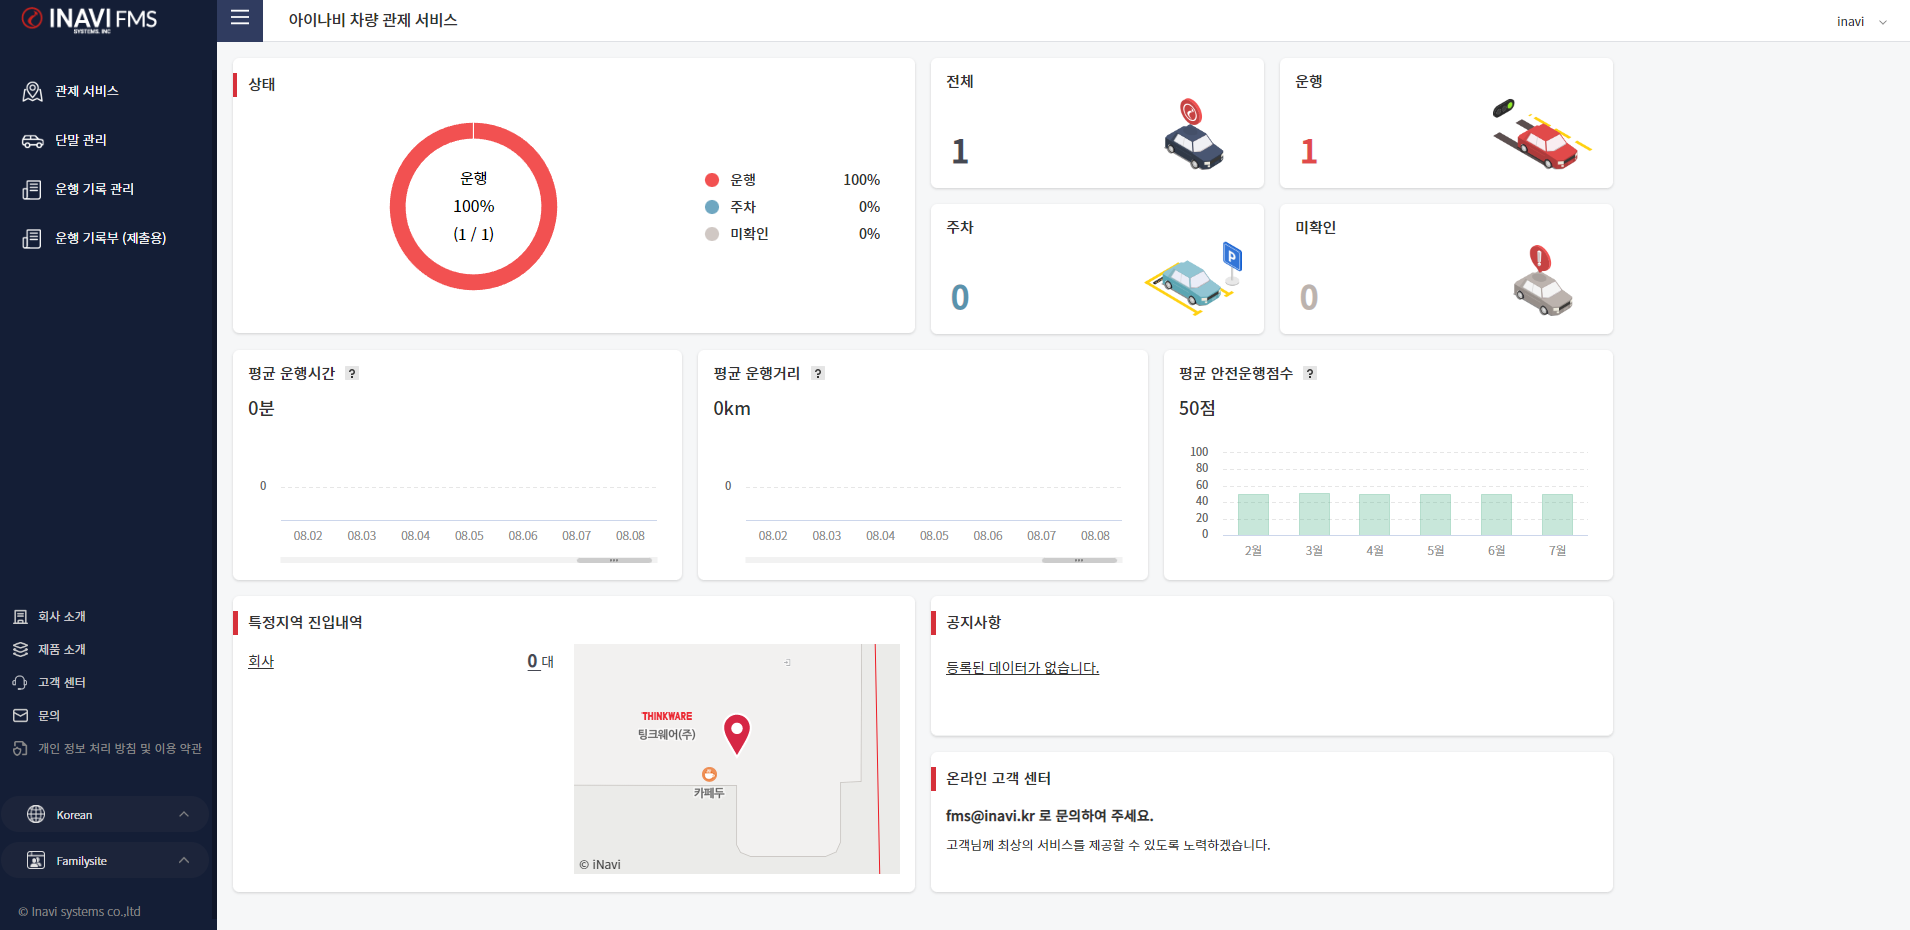 INAVI FMS
SYSTEMS, INC
아이나비 차량 관제 서비스
inavi
관제 서비스
단말 관리
운행 기록 관리
운행 기록부 (제출용)
회사 소개
제품 소개
고객 센터
문의
개인 정보 처리 방침 및 이용 약관
Korean
Familysite
© Inavi systems co.,ltd
상태
운행
100%
(1 / 1)
운행 100%
주차 0%
미확인 0%
전체
1
운행
1
주차
0
P
미확인
0
!
평균 운행시간 ?
0분
0
08.02 08.03 08.04 08.05 08.06 08.07 08.08
평균 운행거리 ?
0km
0
08.02 08.03 08.04 08.05 08.06 08.07 08.08
평균 안전운행점수 ?
50점
100
80
60
40
20
0
2월 3월 4월 5월 6월 7월
특정지역 진입내역
회사 0 대
THINKWARE
팅크웨어(주)
카페두
© iNavi
공지사항
등록된 데이터가 없습니다.
온라인 고객 센터
fms@inavi.kr 로 문의하여 주세요.
고객님께 최상의 서비스를 제공할 수 있도록 노력하겠습니다.